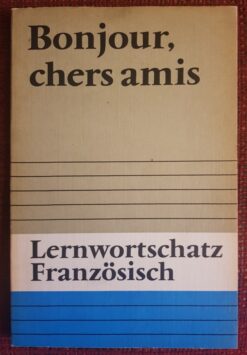 Bonjour,
chers amis
Lernwortschatz
Französisch